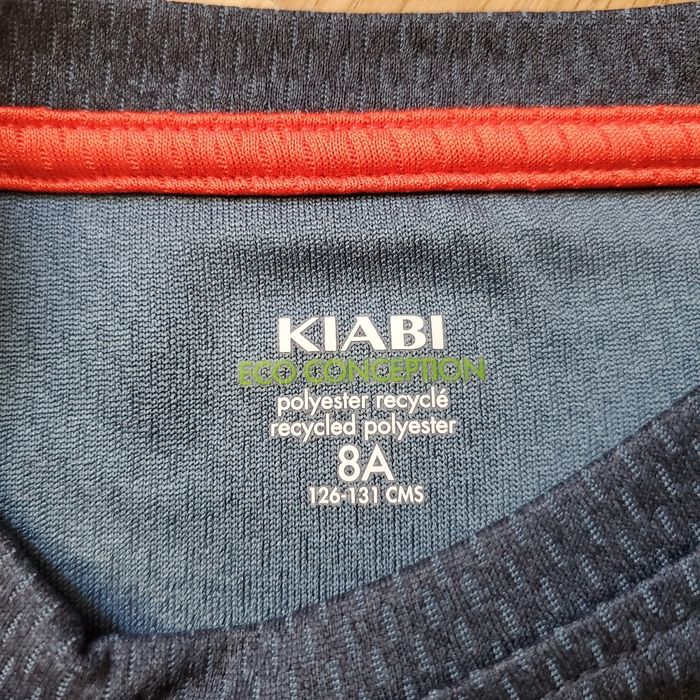 KIABI
ECO CONCEPTION
polyester recyclé
recycled polyester
8A
126-131 CMS